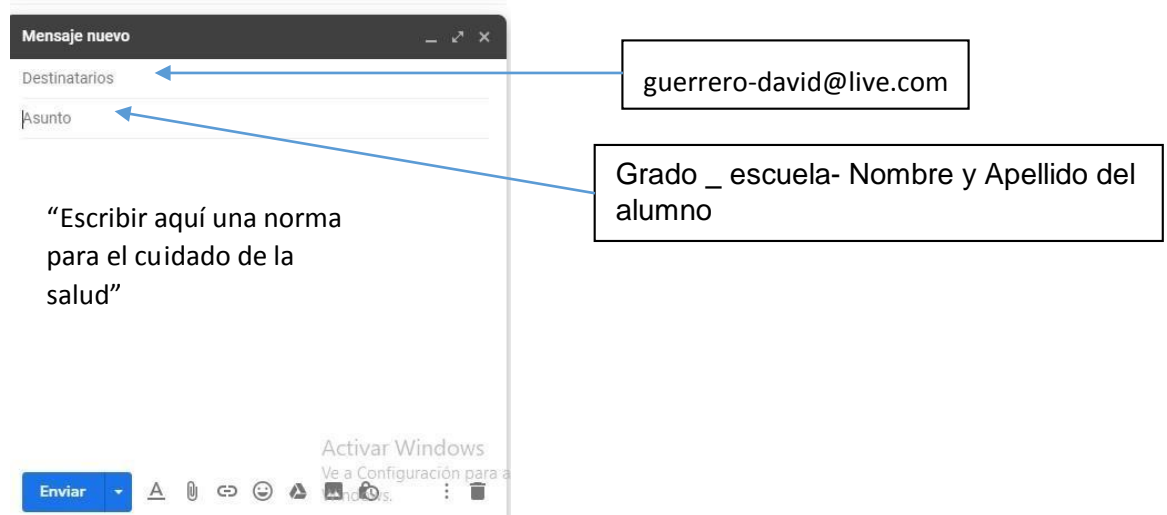 Mensaje nuevo
Destinatarios
Asunto
guerrero-david@live.com
Grado _ escuela- Nombre y Apellido del
alumno
“Escribir aquí una norma
para el cuidado de la
salud”
Activar Windows
Ve a Configuración para a
Enviar